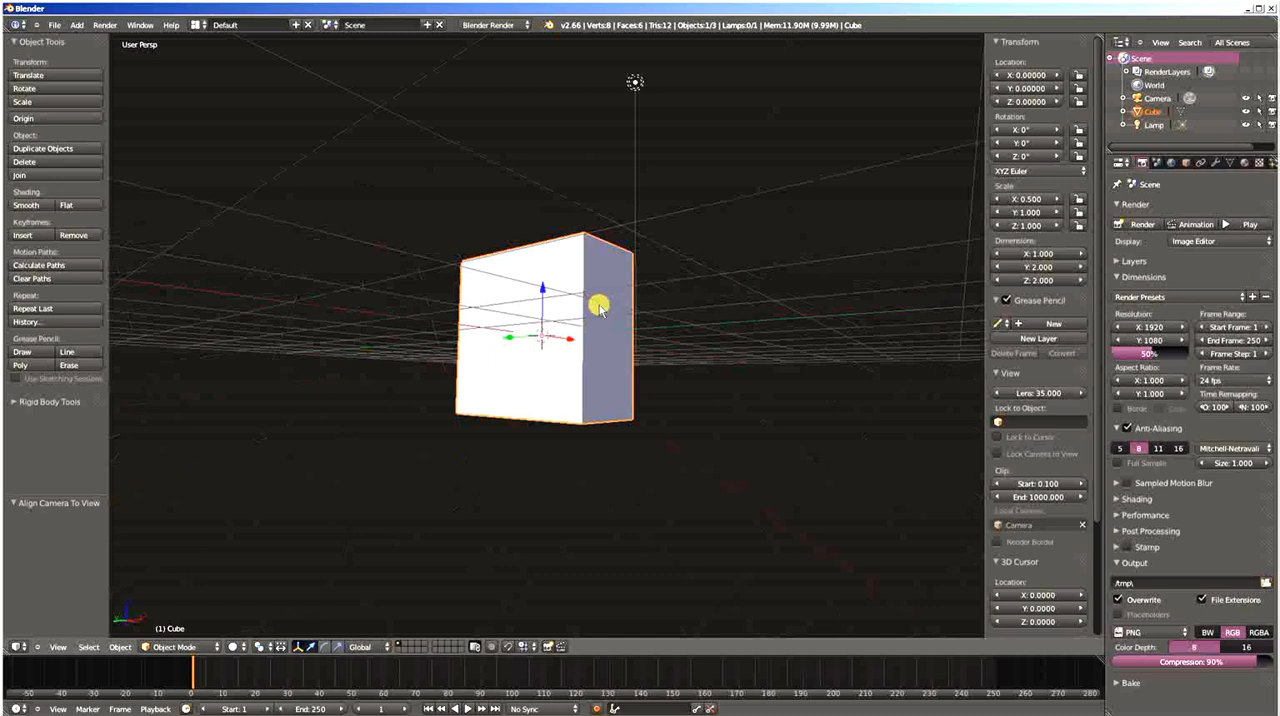 Blender
File Add Render Window Help Default Scene Blender Render v2.66 | Verts:8 | Faces:6 | Tris:12 | Objects:1/3 | Lamps:0/1 | Mem:11.90M (9.99M) | Cube
Object Tools
Transform:
Translate
Rotate
Scale
Origin
Object:
Duplicate Objects
Delete
Join
Shading:
Smooth Flat
Keyframes:
Insert Remove
Motion Paths:
Calculate Paths
Clear Paths
Repeat:
Repeat Last
History...
Grease Pencil:
Draw Line
Poly Erase
Use Sketching Sessions
Rigid Body Tools
Align Camera To View
User Persp
(1) Cube
Transform
Location:
X: 0.00000
Y: 0.00000
Z: 0.00000
Rotation:
X: 0°
Y: 0°
Z: 0°
XYZ Euler
Scale
X: 0.500
Y: 1.000
Z: 1.000
Dimensions:
X: 1.000
Y: 2.000
Z: 2.000
Grease Pencil
New
New Layer
Delete Frame Convert
View
Lens: 35.000
Lock to Object:
Lock to Cursor
Lock Camera to View
Clip:
Start: 0.100
End: 1000.000
Local Camera:
Camera
Render Border
3D Cursor
Location:
X: 0.0000
Y: 0.0000
Z: 0.0000
View Search All Scenes
Scene
RenderLayers
World
Camera
Cube
Lamp
Scene
Render
Render Animation Play
Display: Image Editor
Layers
Dimensions
Render Presets
Resolution: Frame Range:
X: 1920 Start Frame: 1
Y: 1080 End Frame: 250
50% Frame Step: 1
Aspect Ratio: Frame Rate:
X: 1.000 24 fps
Y: 1.000 Time Remapping:
Borde O: 100 N: 100
Anti-Aliasing
5 8 11 16 Mitchell-Netravali
Full Sample Size: 1.000
Sampled Motion Blur
Shading
Performance
Post Processing
Stamp
Output
/tmp\
Overwrite File Extensions
Placeholders
PNG BW RGB RGBA
Color Depth: 8 16
Compression: 90%
Bake
View Select Object Object Mode Global
-50 -40 -30 -20 -10 0 10 20 30 40 50 60 70 80 90 100 110 120 130 140 150 160 170 180 190 200 210 220 230 240 250 260 270 280
View Marker Frame Playback Start: 1 End: 250 1 No Sync